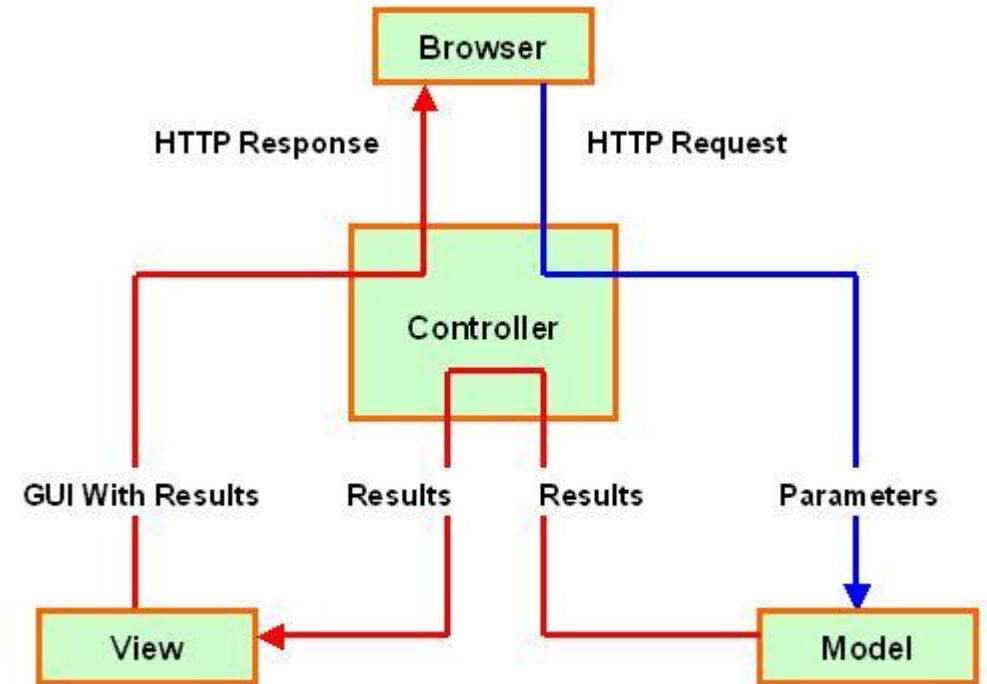 Browser
HTTP Response
HTTP Request
Controller
GUI With Results
Results
Results
Parameters
View
Model